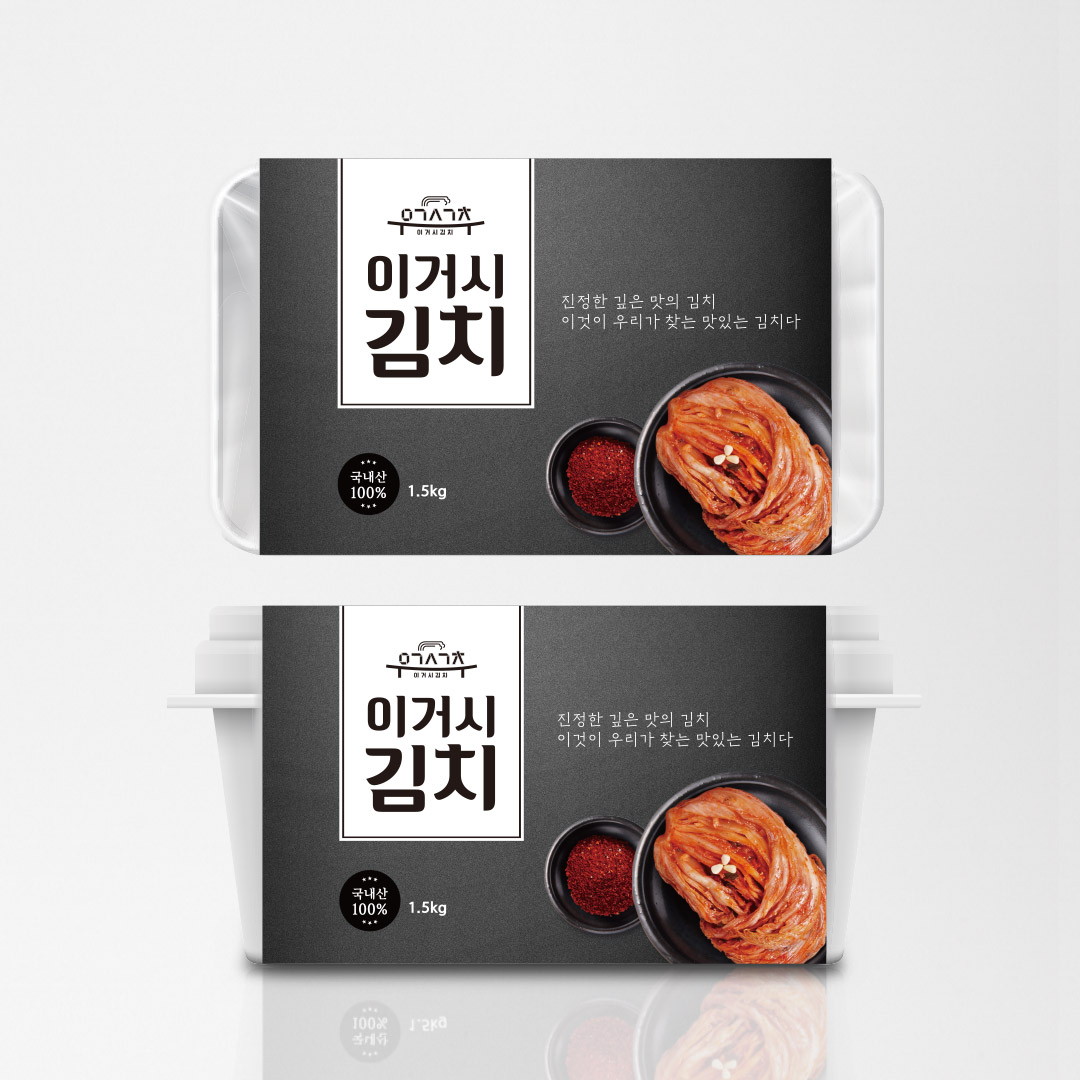 이거시김치
이거시
김치
진정한 깊은 맛의 김치
이것이 우리가 찾는 맛있는 김치다
국내산
100%
1.5kg
이거시김치
이거시
김치
진정한 깊은 맛의 김치
이것이 우리가 찾는 맛있는 김치다
국내산
100%
1.5kg